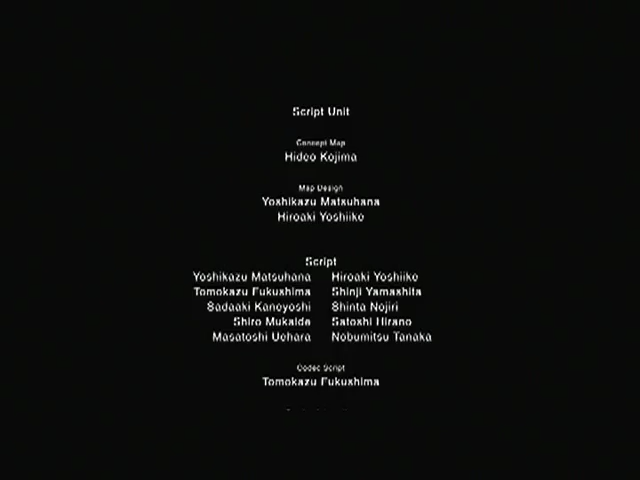 Script Unit
Concept Map
Hideo Kojima
Map Design
Yoshikazu Matsuhana
Hiroaki Yoshiike
Script
Yoshikazu Matsuhana Hiroaki Yoshiike
Tomokazu Fukushima Shinji Yamashita
Sadaaki Kaneyoshi Shinta Nojiri
Shiro Mukaide Satoshi Hirano
Masatoshi Uehara Nobumitsu Tanaka
Codec Script
Tomokazu Fukushima